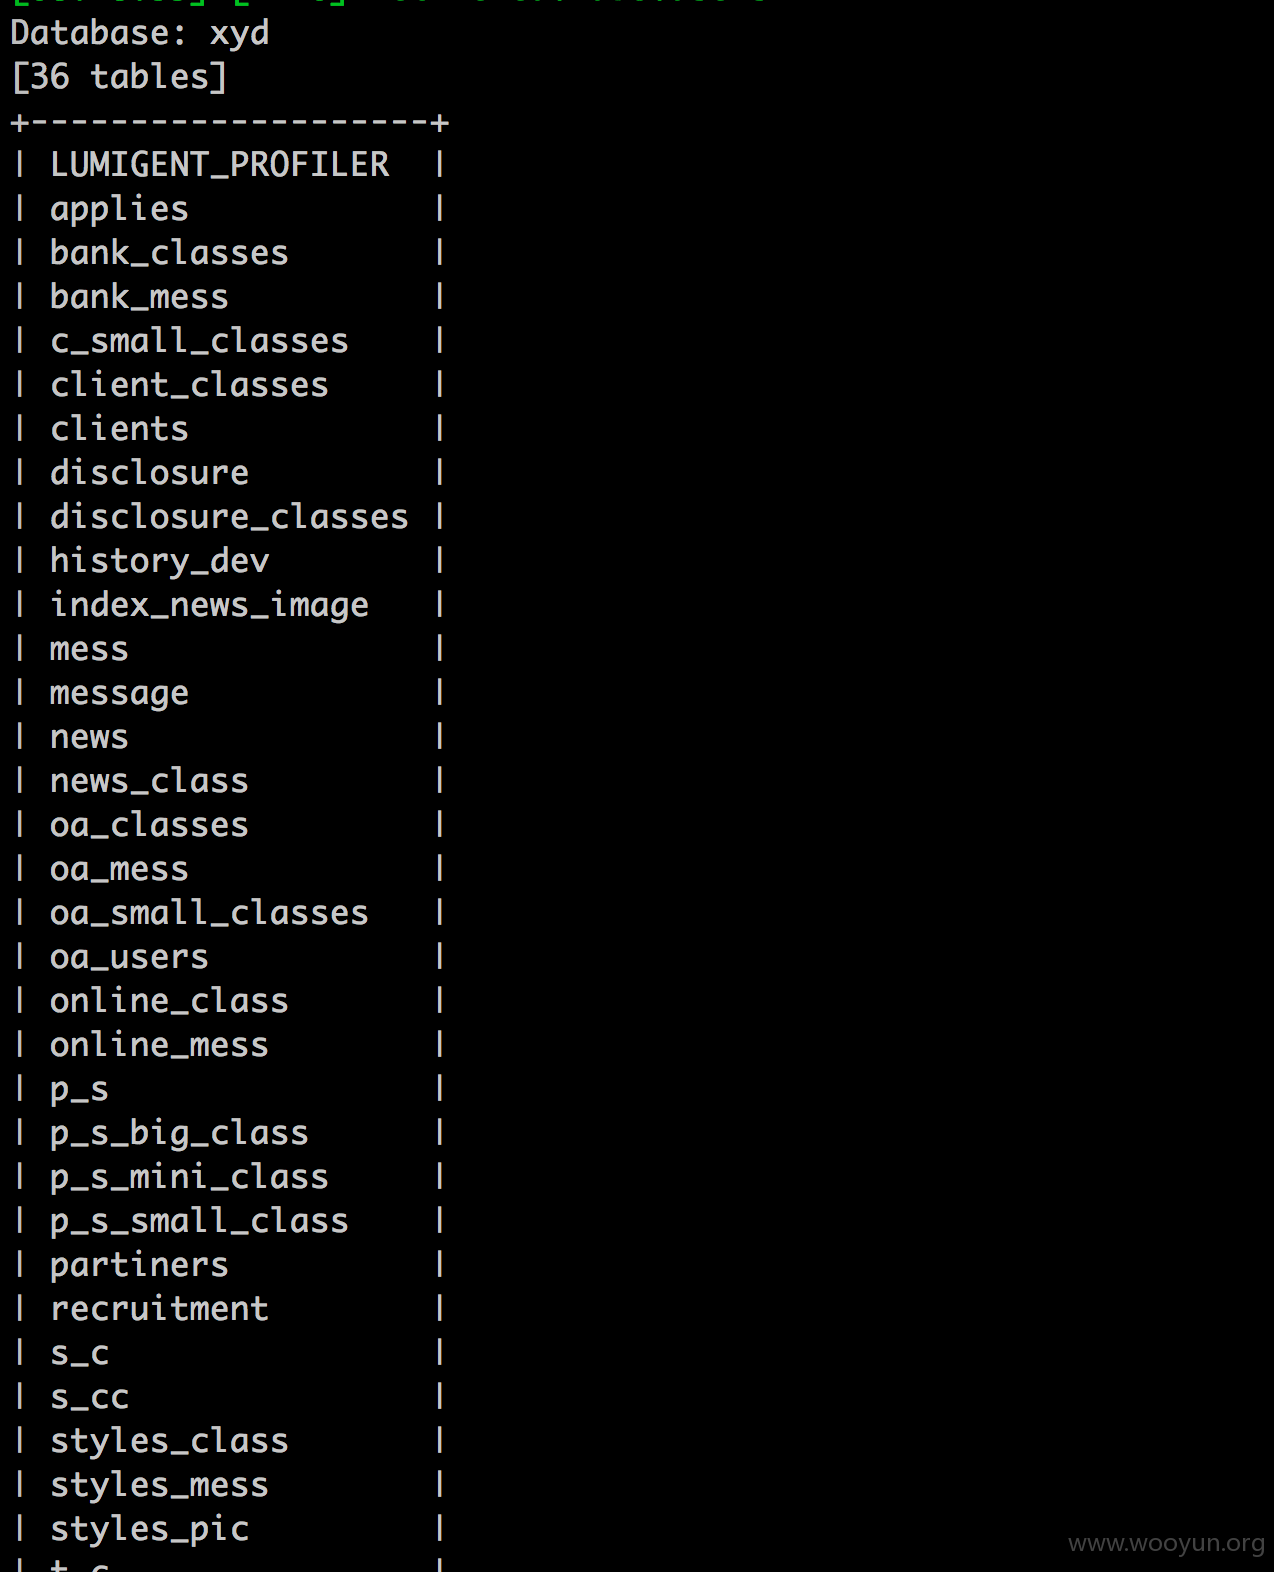 Database: xyd
[36 tables]
+--------------------+
| LUMIGENT_PROFILER |
| applies |
| bank_classes |
| bank_mess |
| c_small_classes |
| client_classes |
| clients |
| disclosure |
| disclosure_classes |
| history_dev |
| index_news_image |
| mess |
| message |
| news |
| news_class |
| oa_classes |
| oa_mess |
| oa_small_classes |
| oa_users |
| online_class |
| online_mess |
| p_s |
| p_s_big_class |
| p_s_mini_class |
| p_s_small_class |
| partiners |
| recruitment |
| s_c |
| s_cc |
| styles_class |
| styles_mess |
| styles_pic |
www.wooyun.org